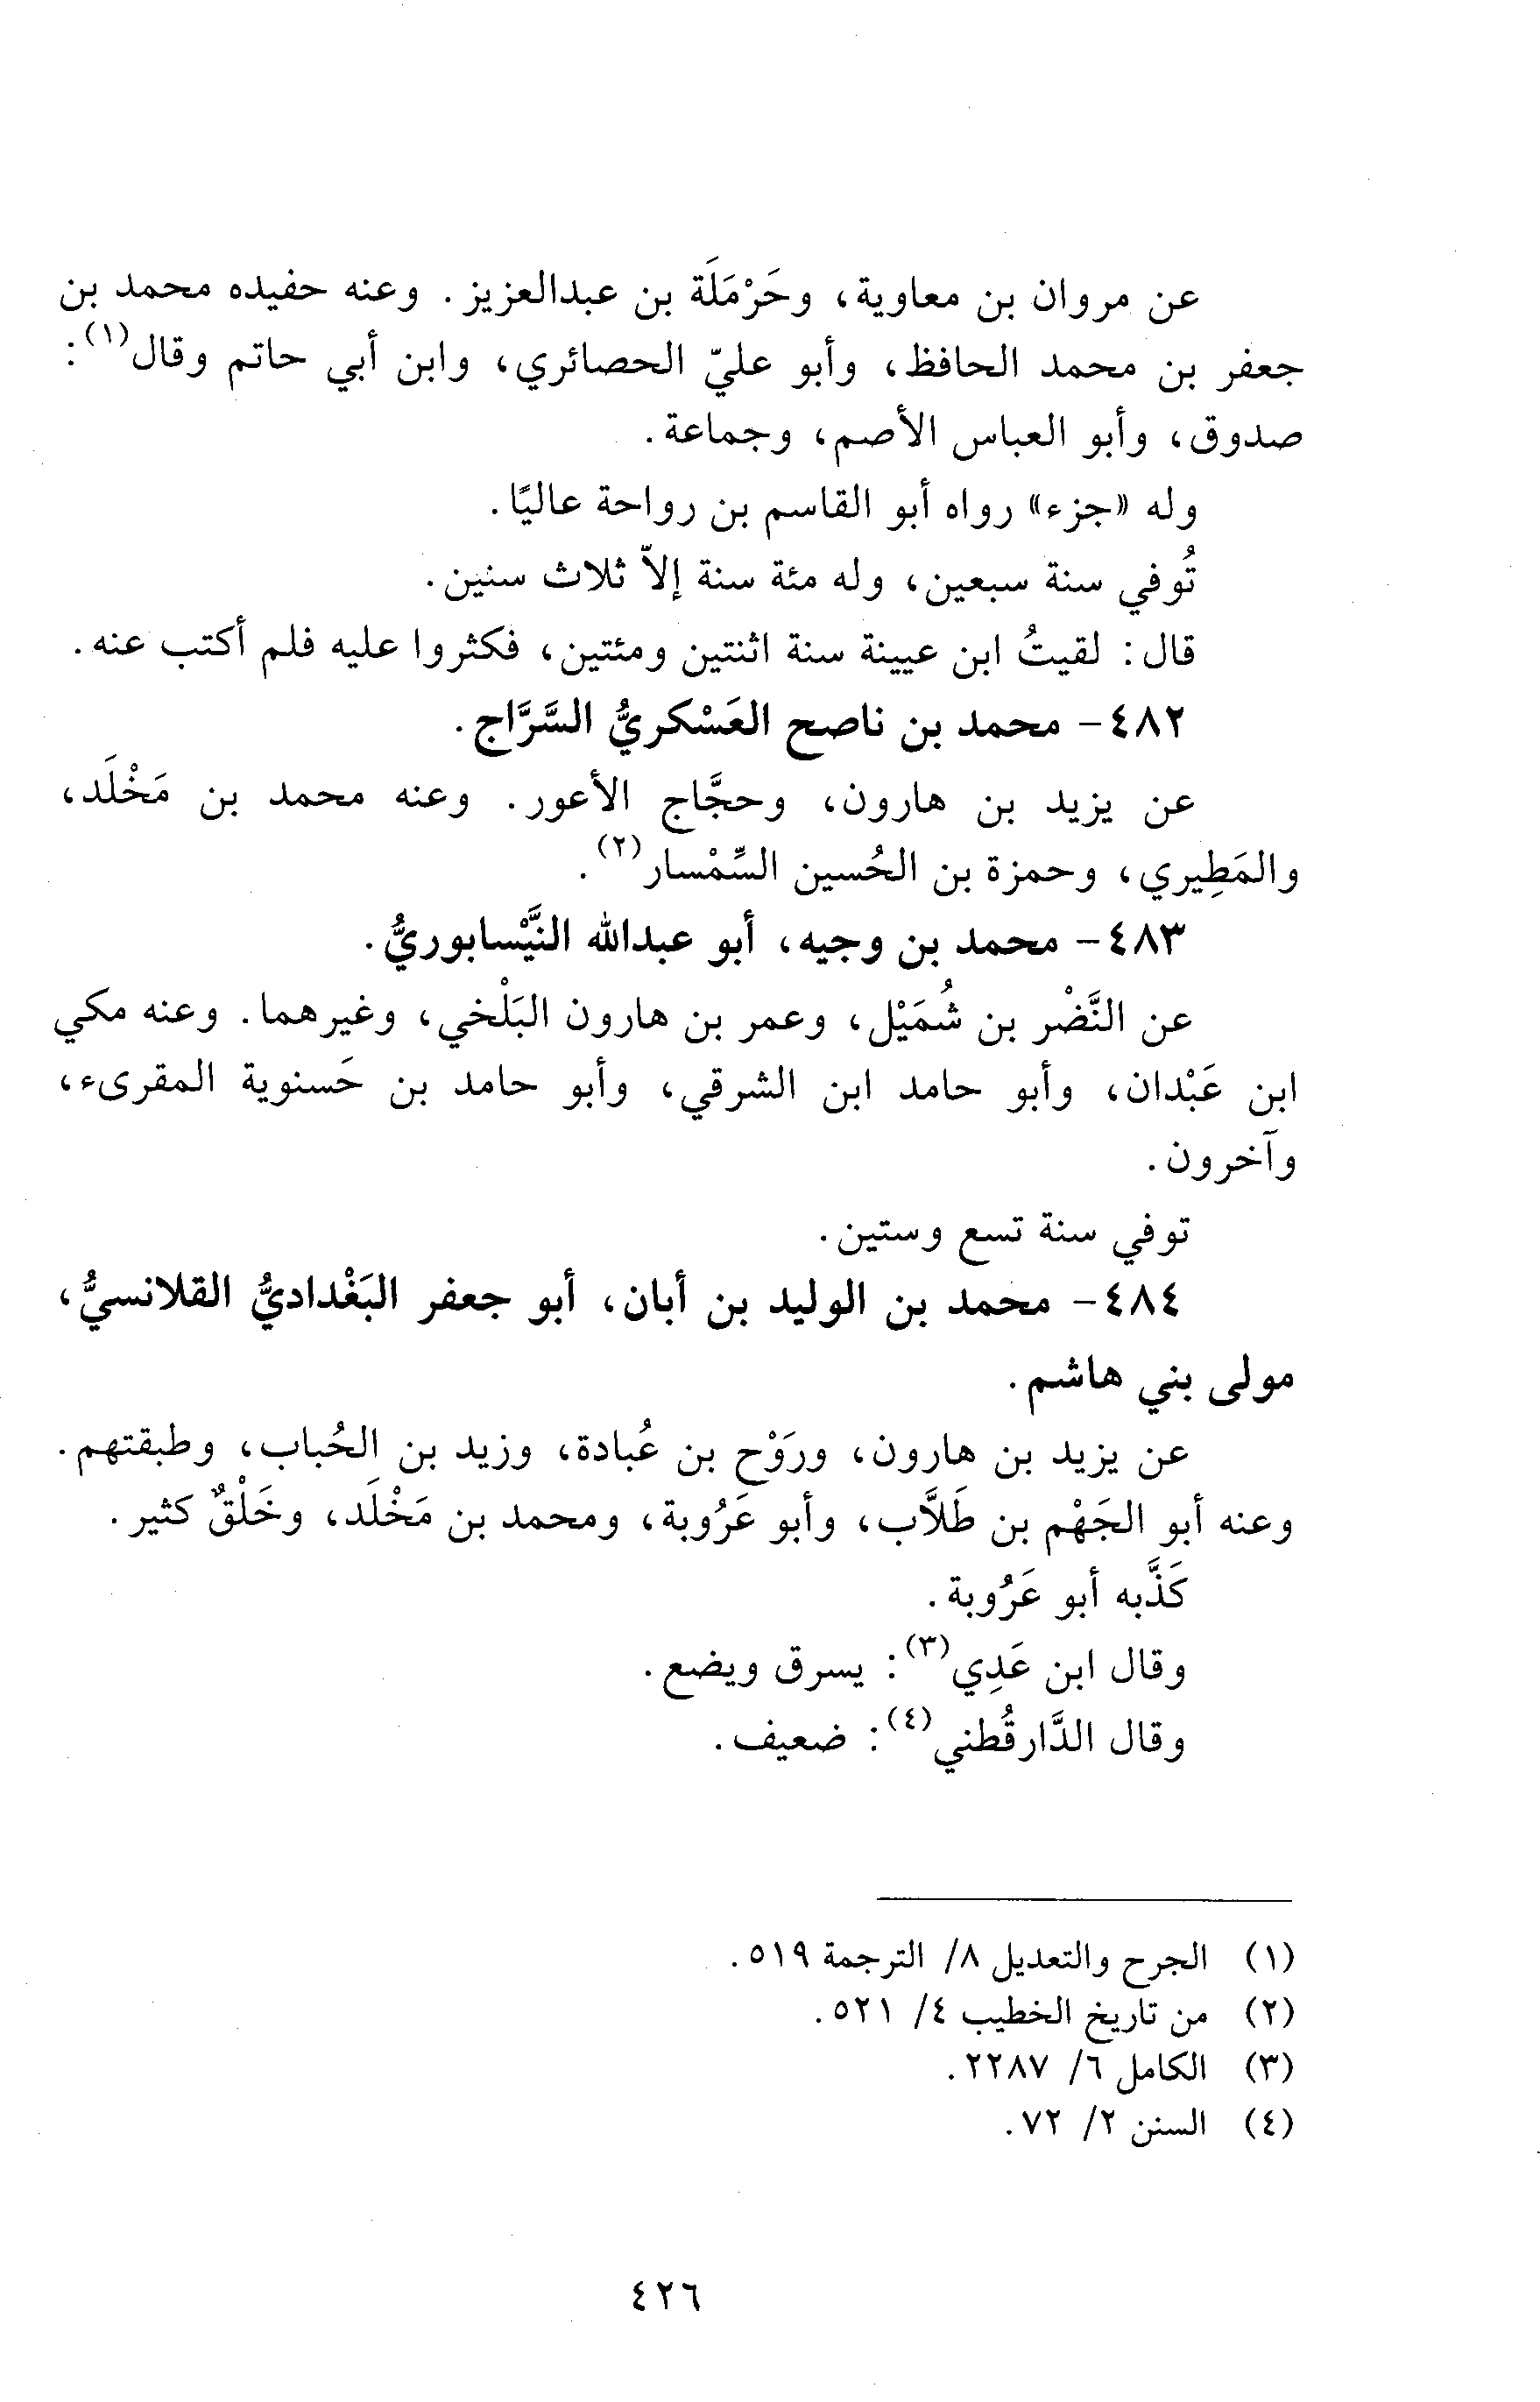 عن مروان بن معاوية، وحَرْمَلَة بن عبدالعزيز. وعنه حفيده محمد بن
جعفر بن محمد الحافظ، وأبو عليّ الحصائري، وابن أبي حاتم وقال(١):
صدوق، وأبو العباس الأصم، وجماعة.
وله «جزء» رواه أبو القاسم بن رواحة عاليًا.
تُوفي سنة سبعين، وله مئة سنة إلاّ ثلاث سنين.
قال: لقيتُ ابن عيينة سنة اثنتين ومئتين، فكثروا عليه فلم أكتب عنه.
٤٨٢- محمد بن ناصح العَسْكريُّ السَّرَّاج.
عن يزيد بن هارون، وحجَّاج الأعور. وعنه محمد بن مَخْلَد،
والمَطِيري، وحمزة بن الحُسين السِّمْسار(٢).
٤٨٣- محمد بن وجيه، أبو عبدالله النَّيْسابوريُّ.
عن النَّضْر بن شُمَيْل، وعمر بن هارون البَلْخي، وغيرهما. وعنه مكي
ابن عَبْدان، وأبو حامد ابن الشرقي، وأبو حامد بن حَسنوية المقرىء،
وآخرون.
توفي سنة تسع وستين.
٤٨٤- محمد بن الوليد بن أبان، أبو جعفر البَغْداديُّ القلانسيُّ،
مولى بني هاشم.
عن يزيد بن هارون، ورَوْح بن عُبادة، وزيد بن الحُباب، وطبقتهم.
وعنه أبو الجَهْم بن طَلاَّب، وأبو عَرُوبة، ومحمد بن مَخْلَد، وخَلْقٌ كثير.
كَذَّبه أبو عَرُوبة.
وقال ابن عَدِي(٣): يسرق ويضع.
وقال الدَّارقُطني(٤): ضعيف.
(١) الجرح والتعديل ٨/ الترجمة ٥١٩.
(٢) من تاريخ الخطيب ٤/ ٥٢١.
(٣) الكامل ٦/ ٢٢٨٧.
(٤) السنن ٢/ ٧٢.
٤٢٦